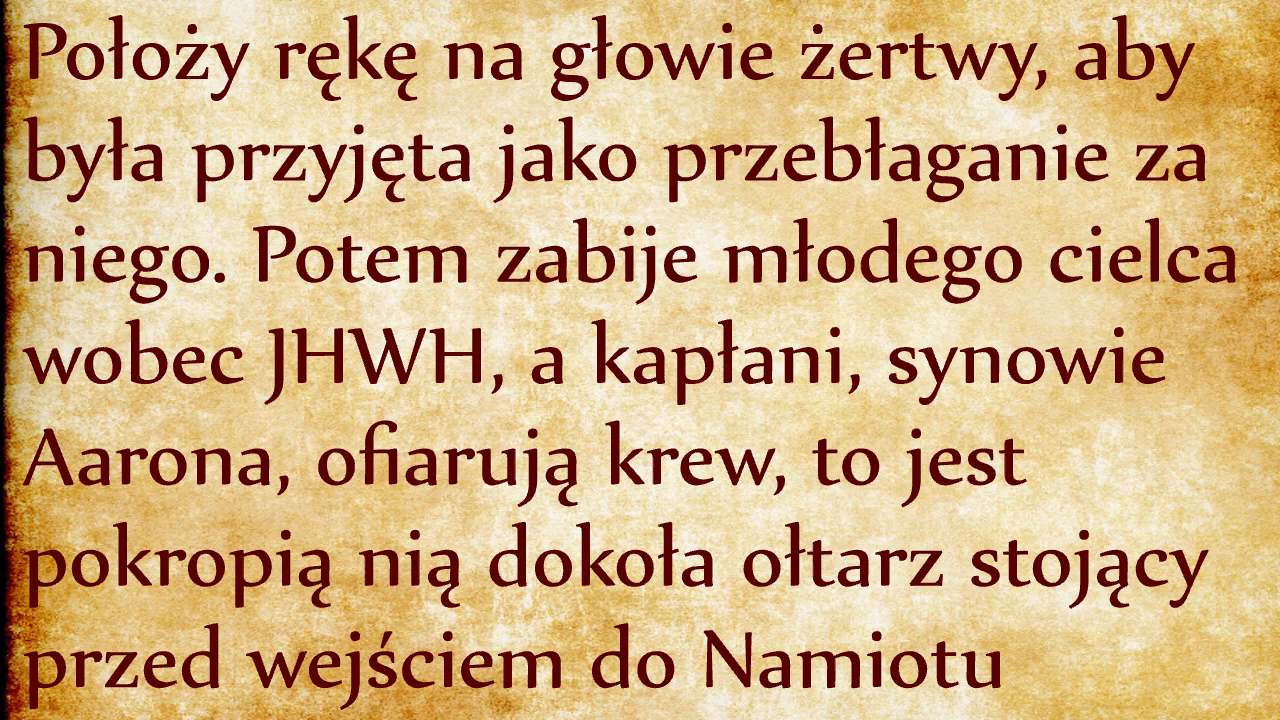 Położy rękę na głowie żertwy, aby
była przyjęta jako przebłaganie za
niego. Potem zabije młodego cielca
wobec JHWH, a kapłani, synowie
Aarona, ofiarują krew, to jest
pokropią nią dokoła ołtarz stojący
przed wejściem do Namiotu